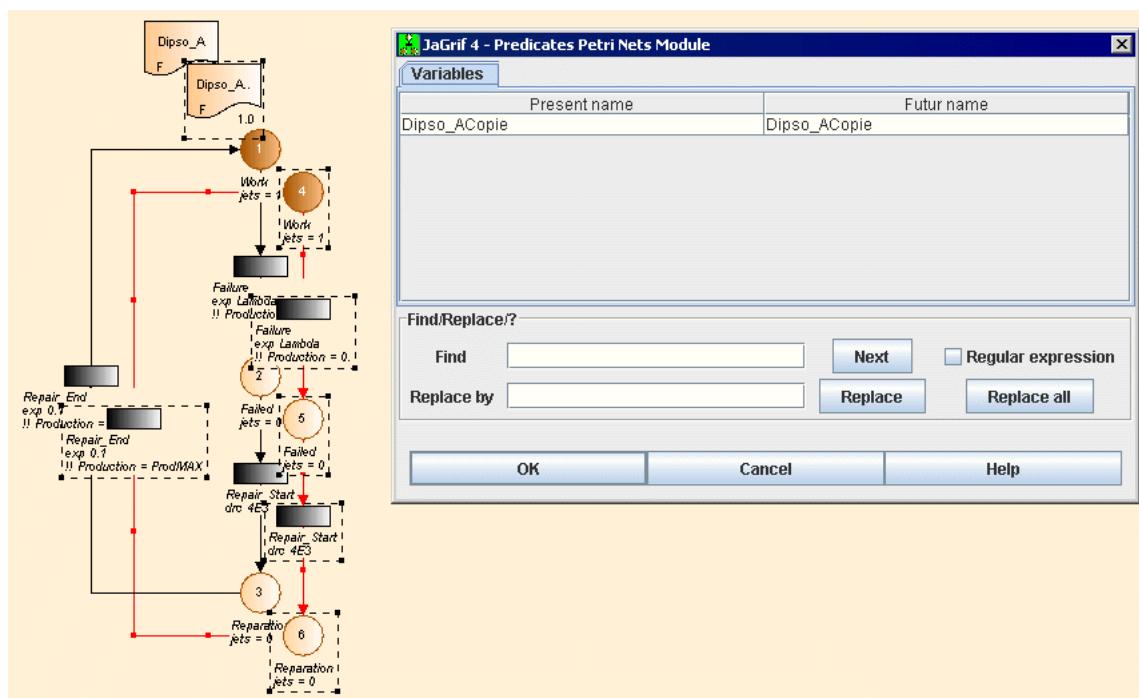 Dipso_A
F
Dipso_A..
F
1.0
1
Work
jets = 1
4
Work
jets = 1
Failure
exp Lambda
!! Productio
Failure
exp Lambda
!! Production = 0.
2
Failed
jets = 0
5
Failed
jets = 0
Repair_End
exp 0.1
!! Production =
Repair_End
exp 0.1
!! Production = ProdMAX
Repair_Start
drc 4E3
Repair_Start
drc 4E3
3
Reparatio
jets = 0
6
Reparation
jets = 0
JaGrif 4 - Predicates Petri Nets Module
Variables
Present name Futur name
Dipso_ACopie Dipso_ACopie
Find/Replace/?
Find Next Regular expression
Replace by Replace Replace all
OK Cancel Help